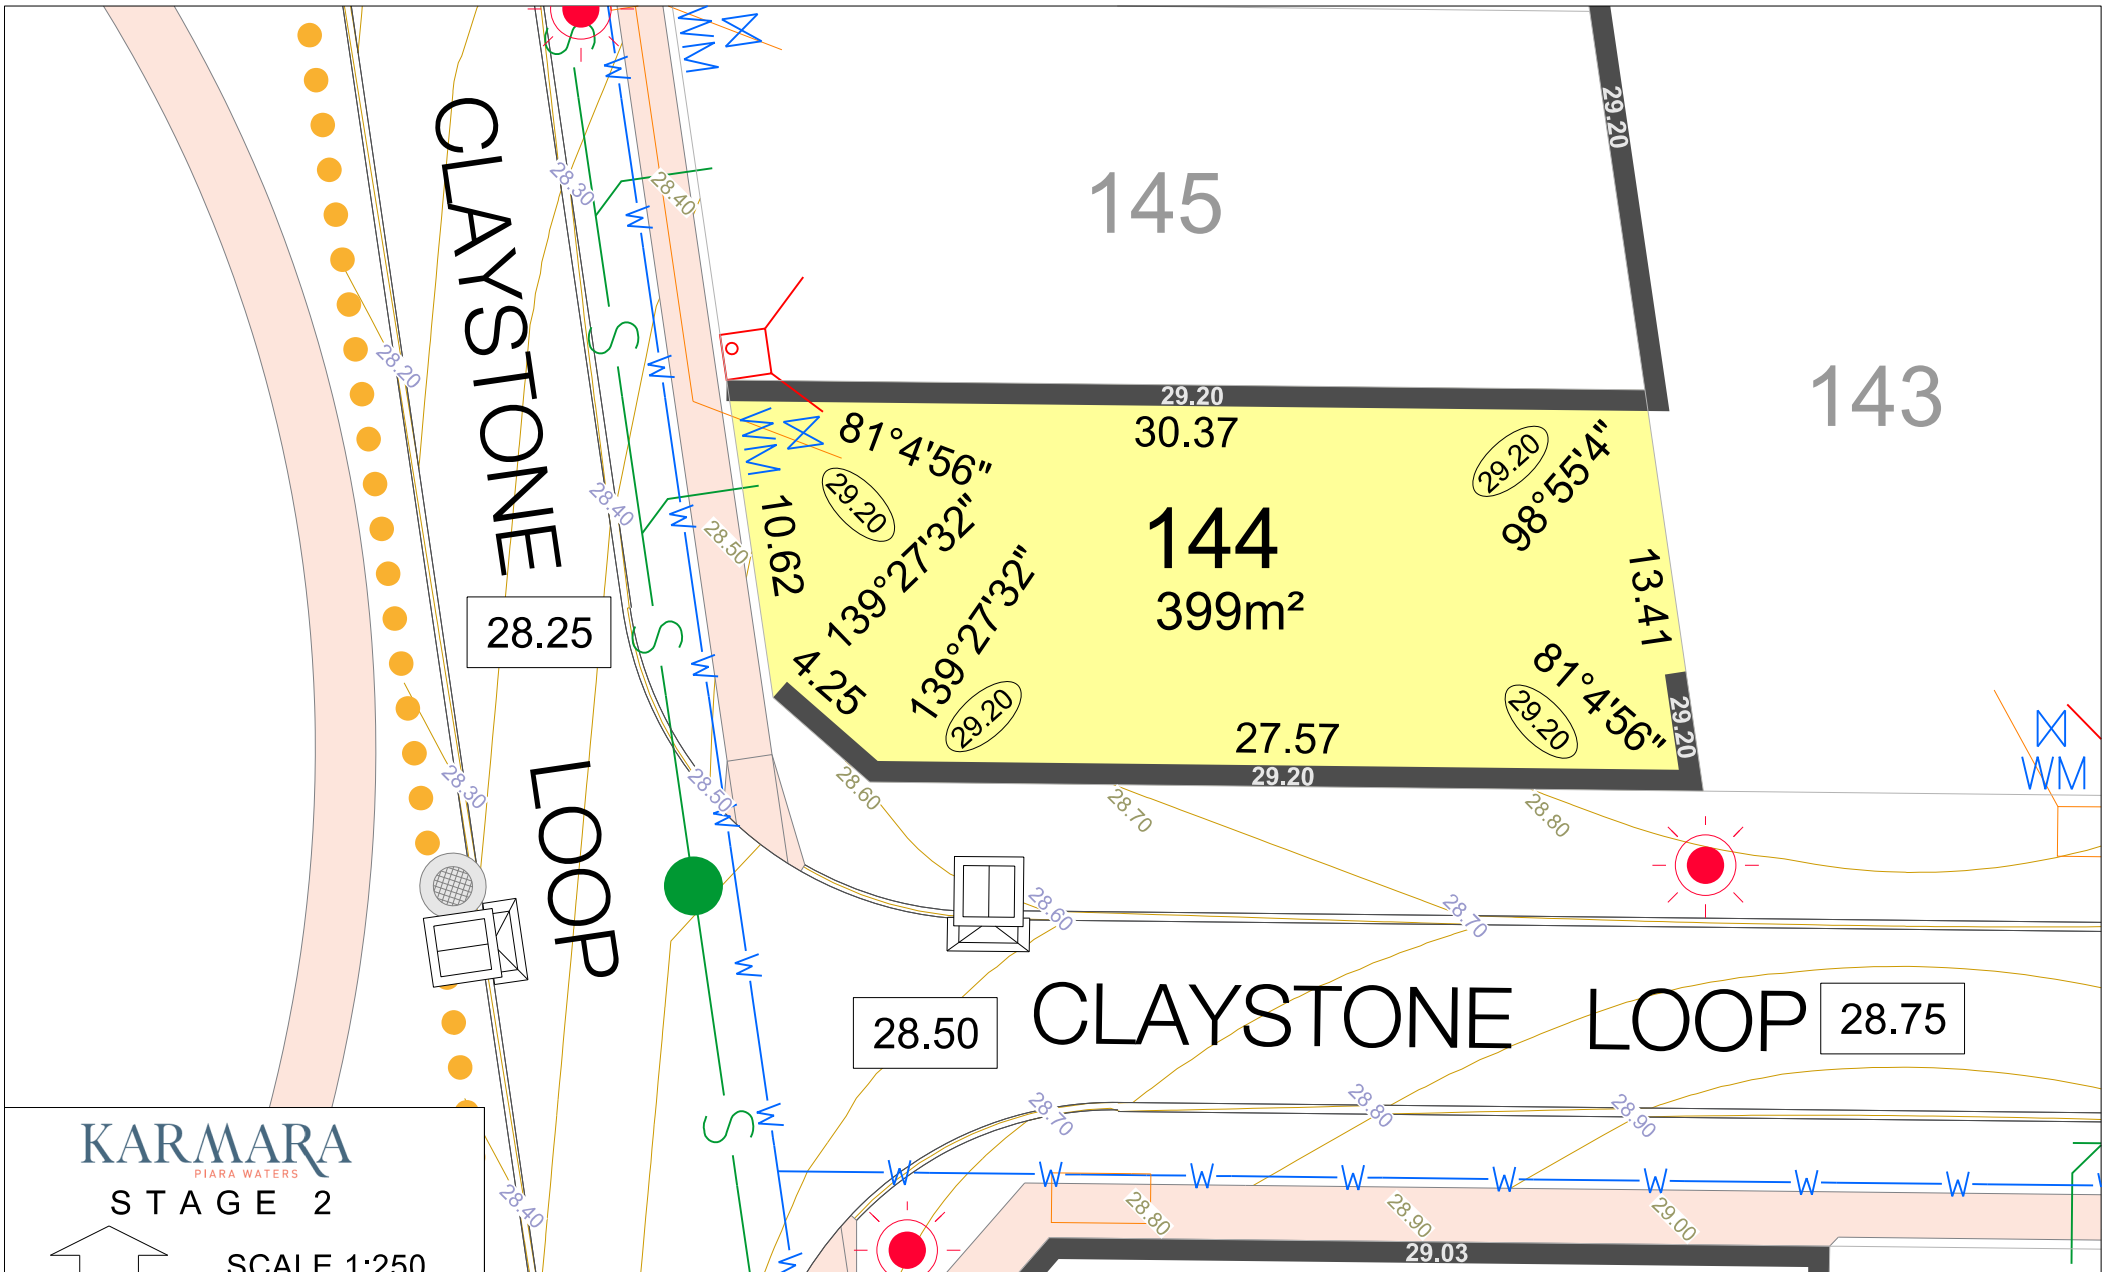 CLAYSTONE
LOOP
28.25
28.20
28.30
28.40
28.30
28.40
28.40
28.50
28.50
S
S
S
S
W
W
W
W
W
W
W
W
W
W
WM
WM
145
29.20
143
29.20
30.37
81°4'56"
29.20
139°27'32"
139°27'32"
10.62
4.25
29.20
144
399m²
29.20
98°55'4"
13.41
81°4'56"
29.20
29.20
27.57
29.20
WM
28.60
28.70
28.80
28.60
28.70
28.50
CLAYSTONE LOOP
28.75
28.70
28.80
28.90
W W W W W W W W
28.80
28.90
29.00
29.03
KARMARA
PIARA WATERS
STAGE 2
SCALE 1:250